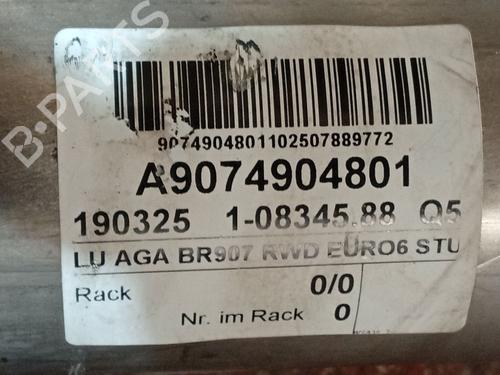 9074904801102507889772
A9074904801
190325 1-08345.88 Q5
LU AGA BR907 RWD EURO6 STU
Rack 0/0
Nr. im Rack 0
B-PARTS